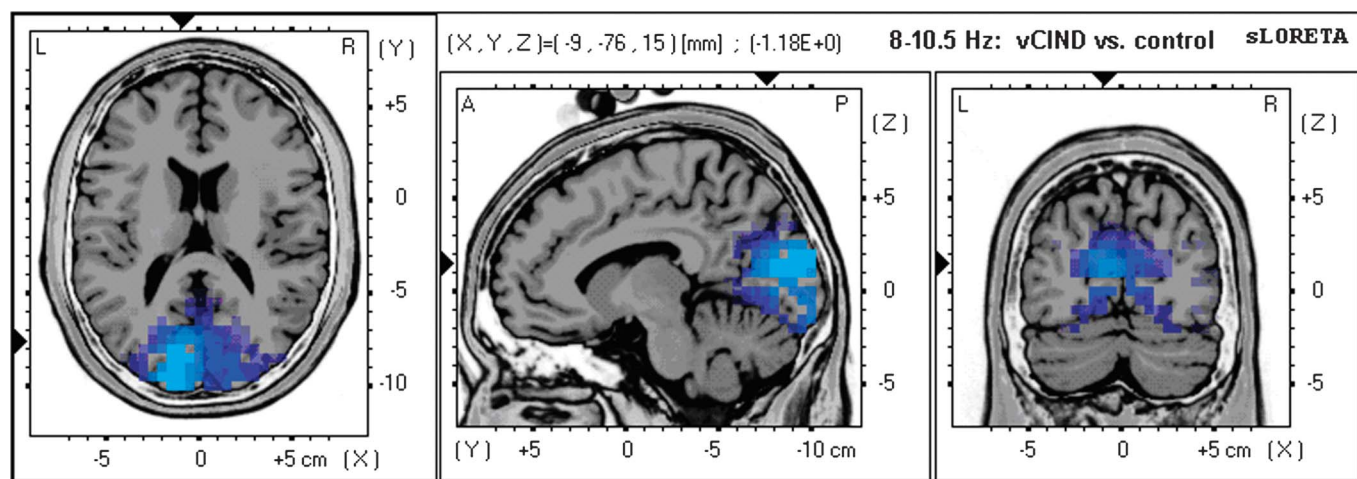 (X,Y,Z)=(-9,-76,15)[mm] ; (-1.18E+0) 8-10.5 Hz: vCIND vs. control sLORETA
L R (Y)
+5
0
-5
-10
-5 0 +5 cm (X)
A P (Z)
+5
0
-5
(Y) +5 0 -5 -10 cm
L R (Z)
+5
0
-5
-5 0 +5 cm (X)